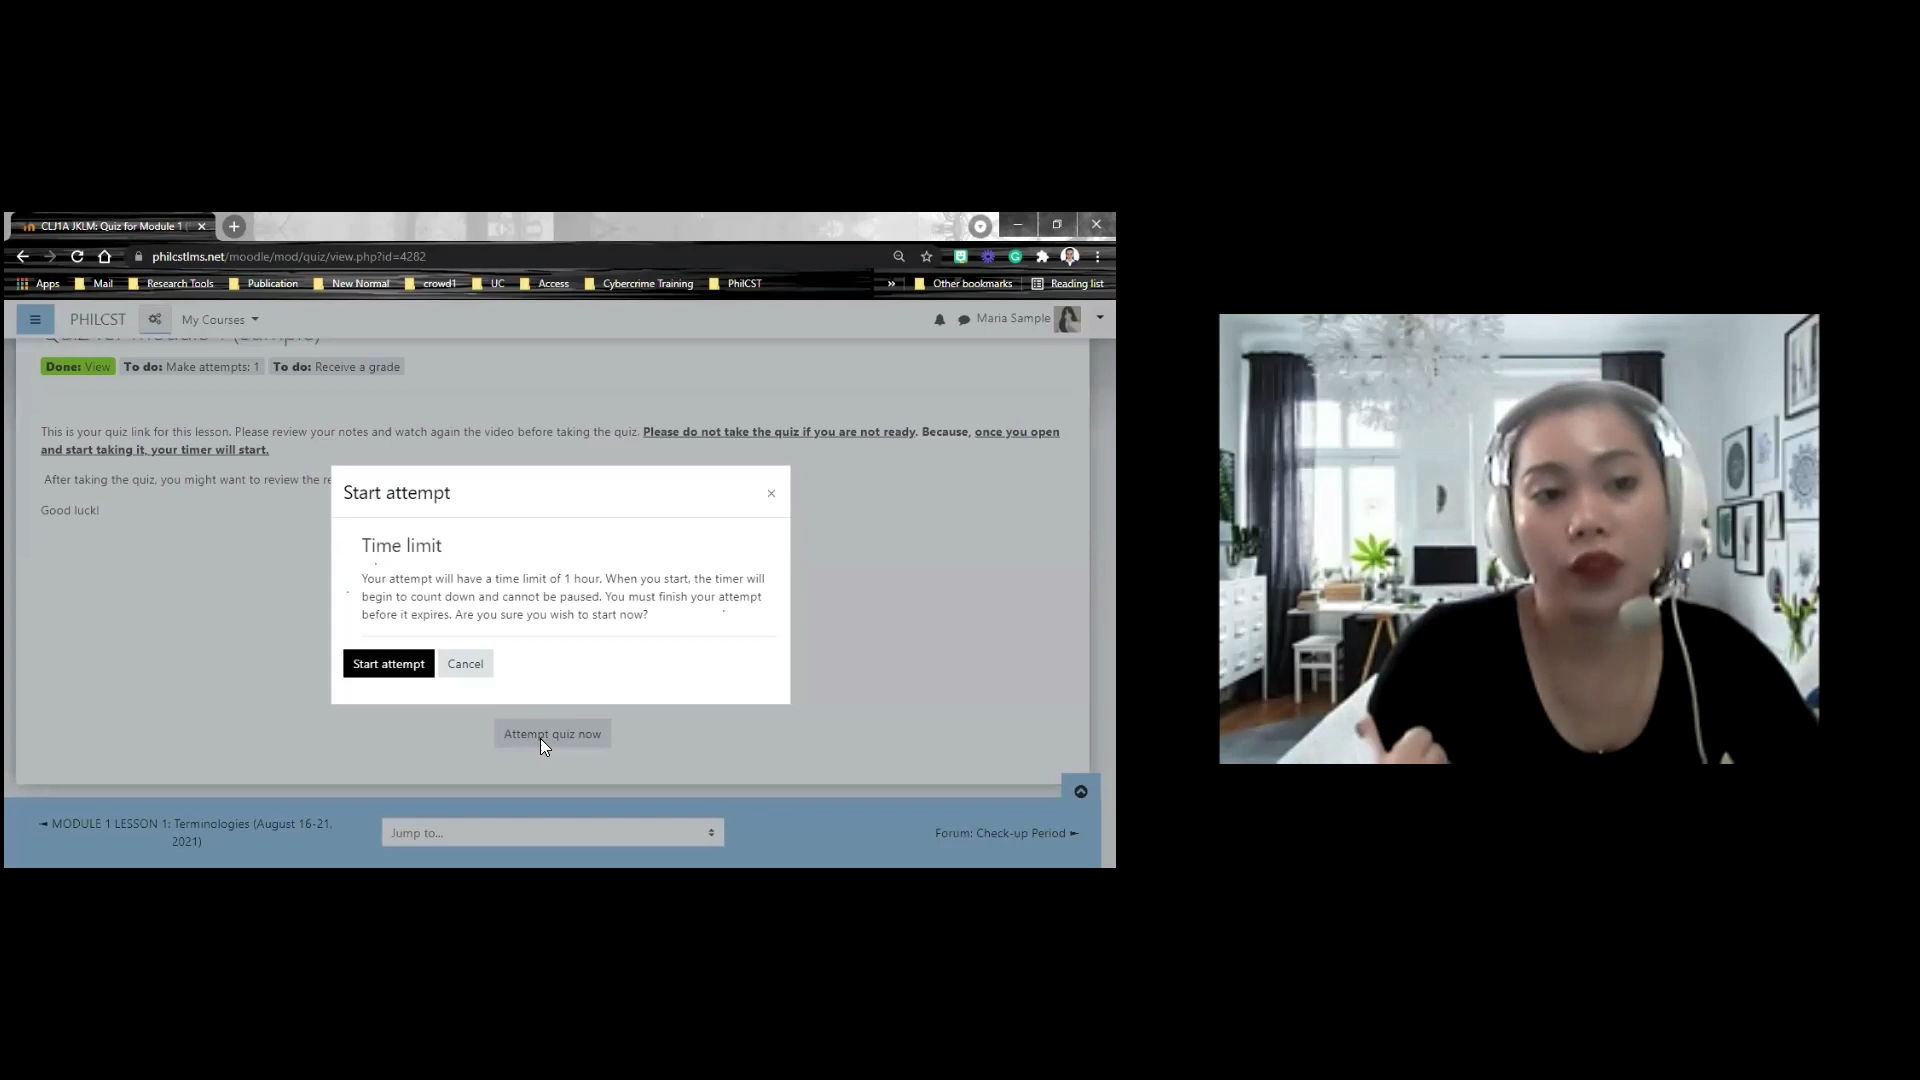 CLJ1A JKLM: Quiz for Module 1
philcstlms.net/moodle/mod/quiz/view.php?id=4282
Apps Mail Research Tools Publication New Normal crowd1 UC Access Cybercrime Training PhilCST » Other bookmarks Reading list
PHILCST My Courses Maria Sample
Quiz for Module 1 (Sample)
Done: View To do: Make attempts: 1 To do: Receive a grade
This is your quiz link for this lesson. Please review your notes and watch again the video before taking the quiz. Please do not take the quiz if you are not ready. Because, once you open
and start taking it, your timer will start.
After taking the quiz, you might want to review the
Good luck!
Start attempt ×
Time limit
Your attempt will have a time limit of 1 hour. When you start, the timer will
begin to count down and cannot be paused. You must finish your attempt
before it expires. Are you sure you wish to start now?
Start attempt Cancel
Attempt quiz now
◄ MODULE 1 LESSON 1: Terminologies (August 16-21,
2021)
Jump to...
Forum: Check-up Period ►